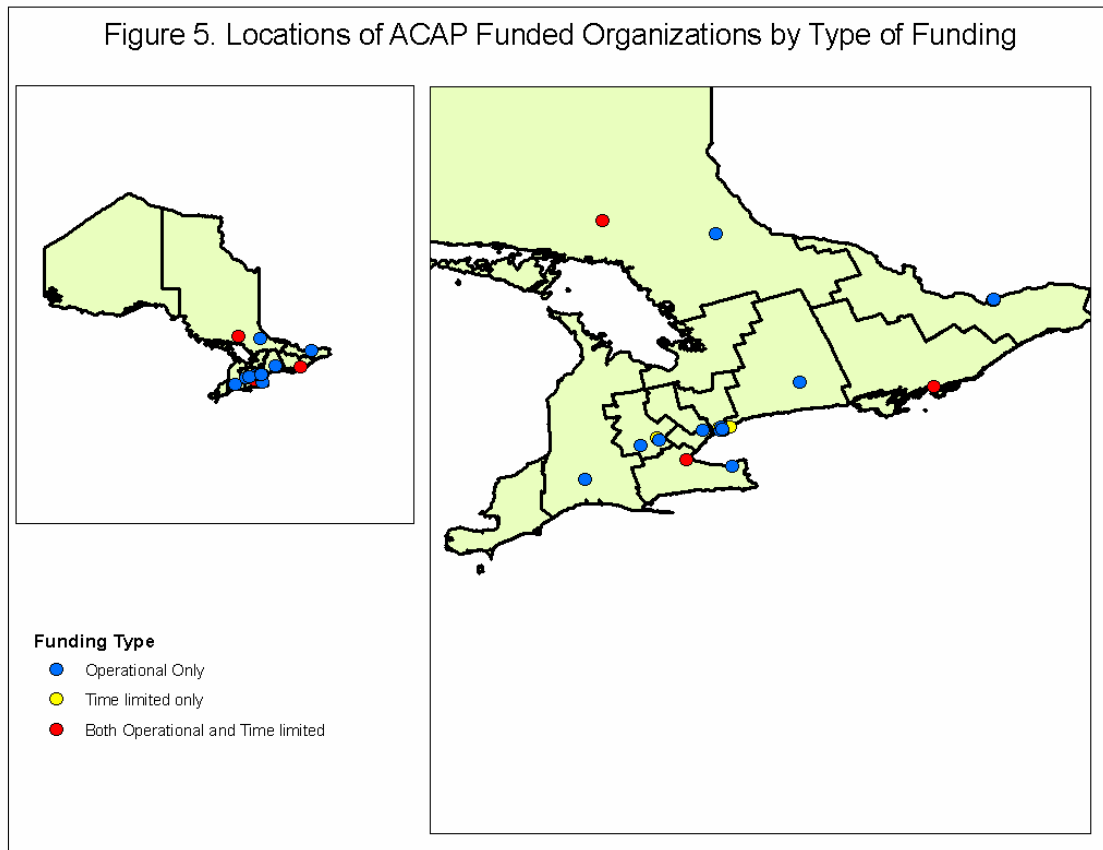 Figure 5. Locations of ACAP Funded Organizations by Type of Funding
Funding Type
Operational Only
Time limited only
Both Operational and Time limited